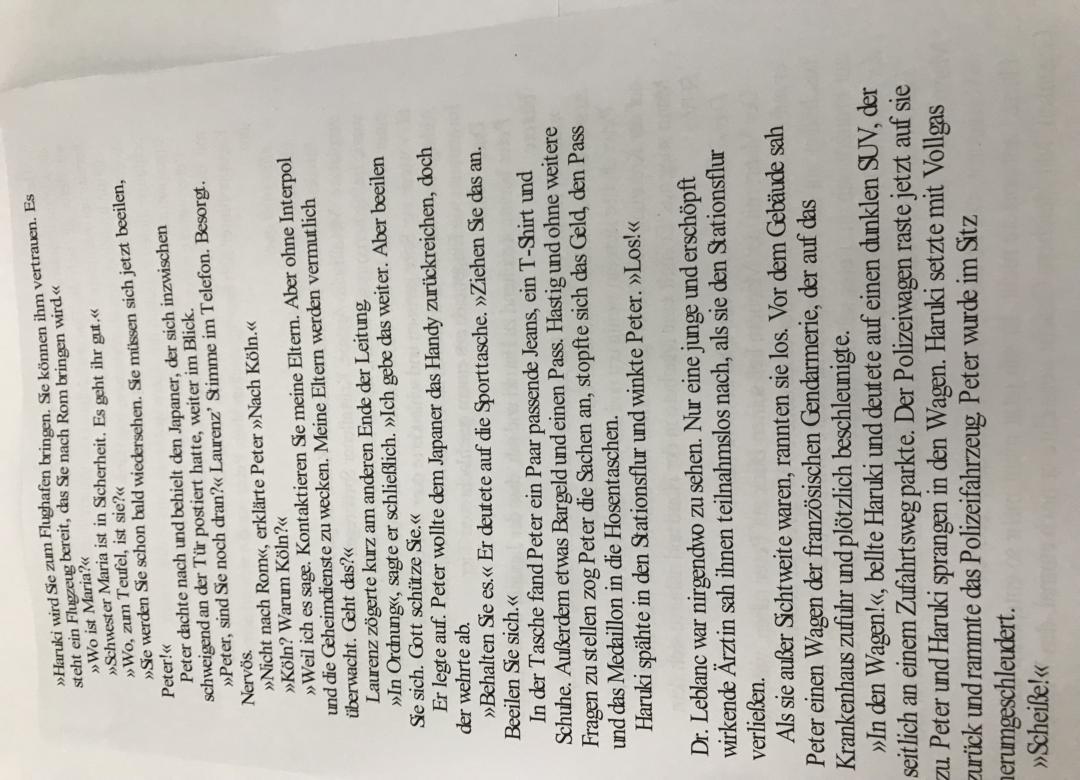 »Haruki wird Sie zum Flughafen bringen. Sie können ihm vertrauen. Es
steht ein Flugzeug bereit, das Sie nach Rom bringen wird.«
»Wo ist Maria?«
»Schwester Maria ist in Sicherheit. Es geht ihr gut.«
»Wo, zum Teufel, ist sie?«
»Sie werden Sie schon bald wiedersehen. Sie müssen sich jetzt beeilen,
Peter!«
Peter dachte nach und behielt den Japaner, der sich inzwischen
schweigend an der Tür postiert hatte, weiter im Blick.
»Peter, sind Sie noch dran?« Laurenz’ Stimme im Telefon. Besorgt.
Nervös.
»Nicht nach Rom«, erklärte Peter »Nach Köln.«
»Köln? Warum Köln?«
»Weil ich es sage. Kontaktieren Sie meine Eltern. Aber ohne Interpol
und die Geheimdienste zu wecken. Meine Eltern werden vermutlich
überwacht. Geht das?«
Laurenz zögerte kurz am anderen Ende der Leitung
»In Ordnung«, sagte er schließlich. »Ich gebe das weiter. Aber beeilen
Sie sich. Gott schütze Sie.«
Er legte auf. Peter wollte dem Japaner das Handy zurückreichen, doch
der wehrte ab.
»Behalten Sie es.« Er deutete auf die Sporttasche. »Ziehen Sie das an.
Beeilen Sie sich.«
In der Tasche fand Peter ein Paar passende Jeans, ein T-Shirt und
Schuhe. Außerdem etwas Bargeld und einen Pass. Hastig und ohne weitere
Fragen zu stellen zog Peter die Sachen an, stopfte sich das Geld, den Pass
und das Medaillon in die Hosentaschen.
Haruki spähte in den Stationsflur und winkte Peter. »Los!«
Dr. Leblanc war nirgendwo zu sehen. Nur eine junge und erschöpft
wirkende Ärztin sah ihnen teilnahmslos nach, als sie den Stationsflur
verließen.
Als sie außer Sichtweite waren, rannten sie los. Vor dem Gebäude sah
Peter einen Wagen der französischen Gendarmerie, der auf das
Krankenhaus zufuhr und plötzlich beschleunigte.
»In den Wagen!«, bellte Haruki und deutete auf einen dunklen SUV, der
seitlich an einem Zufahrtsweg parkte. Der Polizeiwagen raste jetzt auf sie
zu. Peter und Haruki sprangen in den Wagen. Haruki setzte mit Vollgas
zurück und rammte das Polizeifahrzeug. Peter wurde im Sitz
herumgeschleudert.
»Scheiße!«